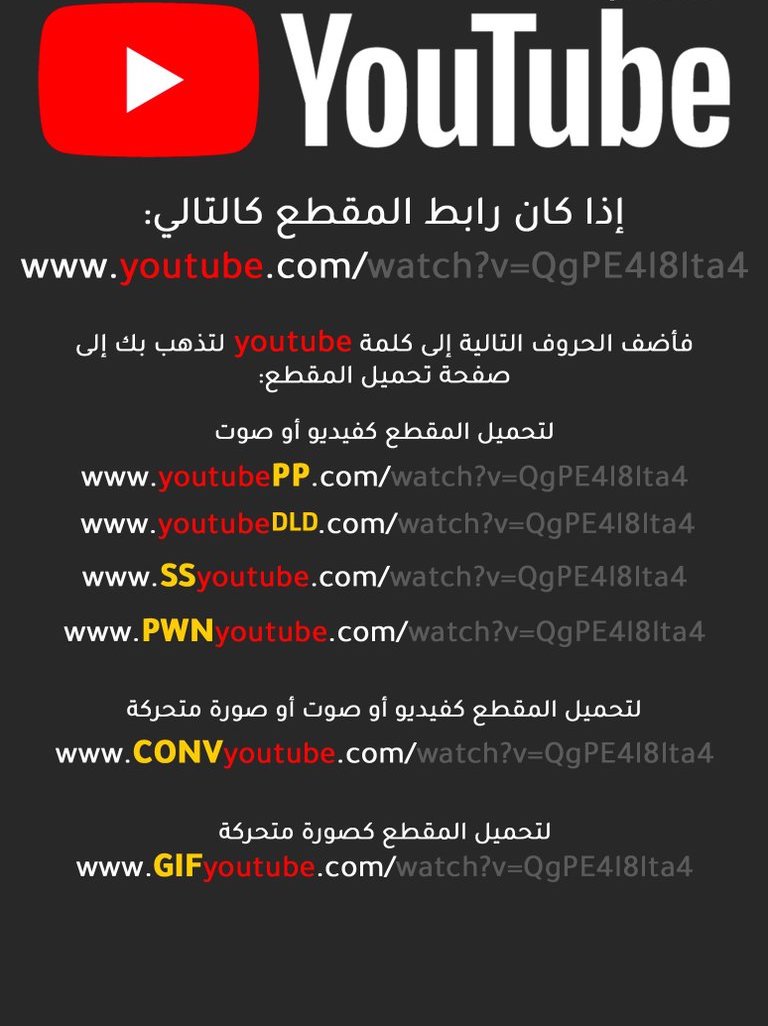 YouTube
إذا كان رابط المقطع كالتالي:
www.youtube.com/watch?v=QgPE4I8Ita4
فأضف الحروف التالية إلى كلمة youtube لتذهب بك إلى
صفحة تحميل المقطع:
لتحميل المقطع كفيديو أو صوت
www.youtubePP.com/watch?v=QgPE4I8Ita4
www.youtubeDLD.com/watch?v=QgPE4I8Ita4
www.SSyoutube.com/watch?v=QgPE4I8Ita4
www.PWNyoutube.com/watch?v=QgPE4I8Ita4
لتحميل المقطع كفيديو أو صوت أو صورة متحركة
www.CONVyoutube.com/watch?v=QgPE4I8Ita4
لتحميل المقطع كصورة متحركة
www.GIFyoutube.com/watch?v=QgPE4I8Ita4